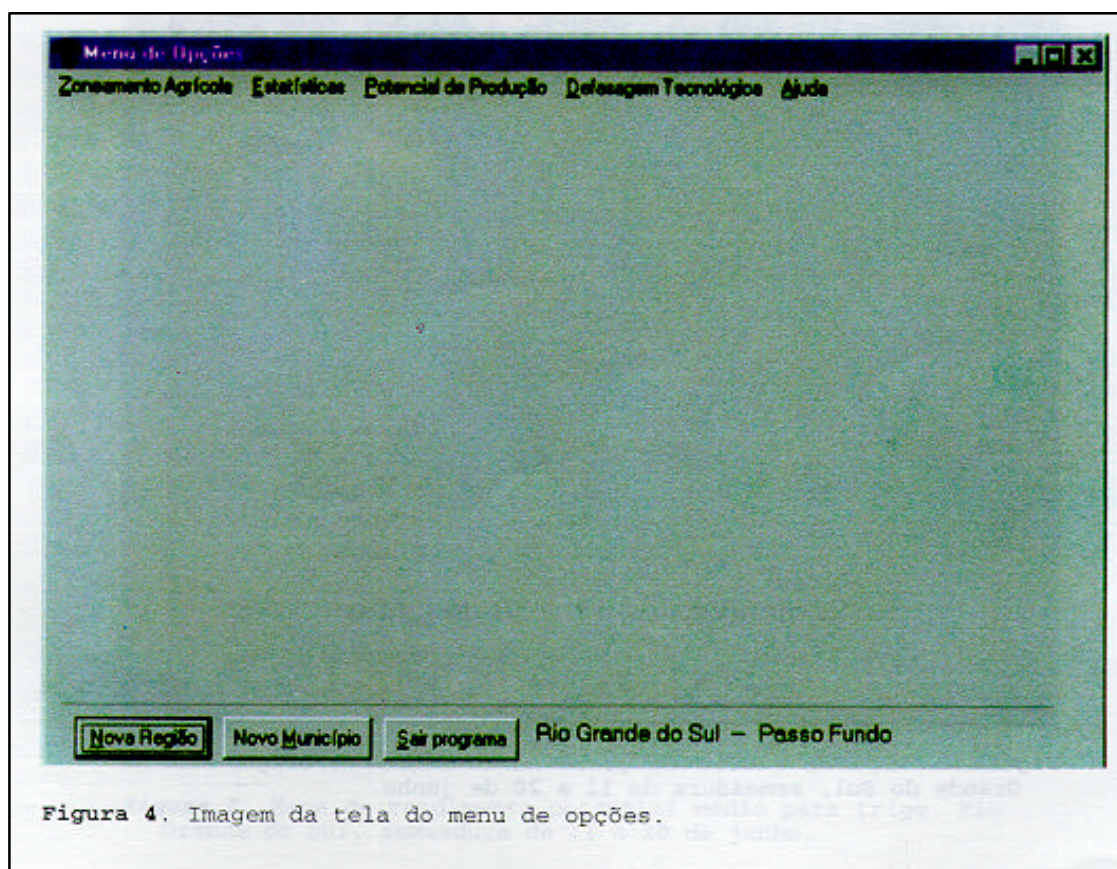 Menu de Opções
Zoneamento Agrícola Estatísticas Potencial de Produção Defasagem Tecnológica Ajuda
Nova Região Novo Município Sair programa Rio Grande do Sul – Passo Fundo
Figura 4. Imagem da tela do menu de opções.
Grande do Sul, semeadura de 11 a 20 de junho.